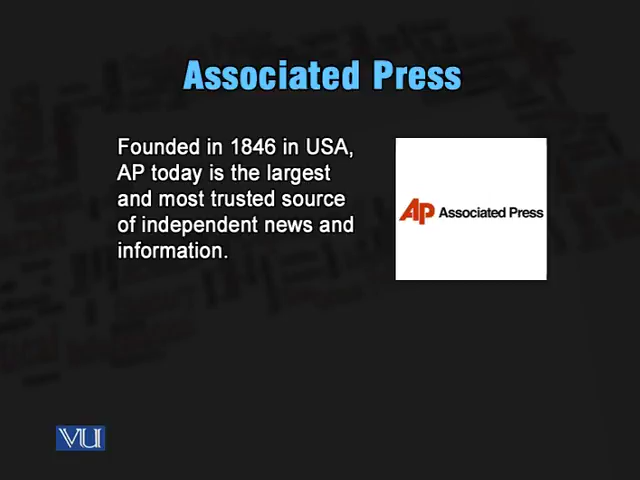 Associated Press
Founded in 1846 in USA,
AP today is the largest
and most trusted source
of independent news and
information.
AP Associated Press
VU